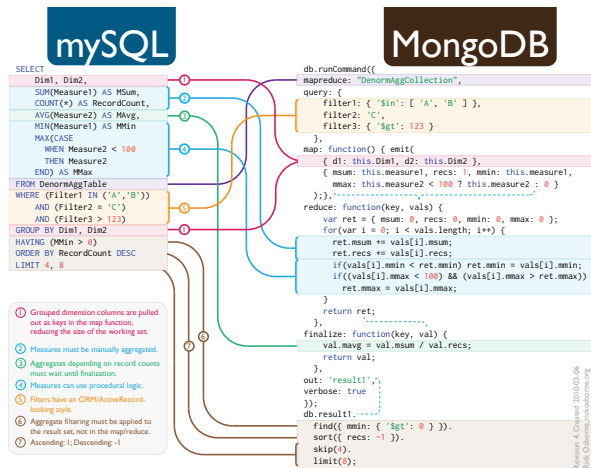 mySQL
SELECT
Dim1, Dim2,
SUM(Measure1) AS MSum,
COUNT(*) AS RecordCount,
AVG(Measure2) AS MAvg,
MIN(Measure1) AS MMin
MAX(CASE
WHEN Measure2 < 100
THEN Measure2
END) AS MMax
FROM DenormAggTable
WHERE (Filter1 IN ('A','B'))
AND (Filter2 = 'C')
AND (Filter3 > 123)
GROUP BY Dim1, Dim2
HAVING (MMin > 0)
ORDER BY RecordCount DESC
LIMIT 4, 8
1
2
3
4
5
1
6
7
1 Grouped dimension columns are pulled
out as keys in the map function,
reducing the size of the working set.
2 Measures must be manually aggregated.
3 Aggregates depending on record counts
must wait until finalization.
4 Measures can use procedural logic.
5 Filters have an ORM/ActiveRecord-
looking style.
6 Aggregate filtering must be applied to
the result set, not in the map/reduce.
7 Ascending: 1; Descending: -1
MongoDB
db.runCommand({
mapreduce: "DenormAggCollection",
query: {
filter1: { '$in': [ 'A', 'B' ] },
filter2: 'C',
filter3: { '$gt': 123 }
},
map: function() { emit(
{ d1: this.Dim1, d2: this.Dim2 },
{ msum: this.measure1, recs: 1, mmin: this.measure1,
mmax: this.measure2 < 100 ? this.measure2 : 0 }
);},
reduce: function(key, vals) {
var ret = { msum: 0, recs: 0, mmin: 0, mmax: 0 };
for(var i = 0; i < vals.length; i++) {
ret.msum += vals[i].msum;
ret.recs += vals[i].recs;
if(vals[i].mmin < ret.mmin) ret.mmin = vals[i].mmin;
if((vals[i].mmax < 100) && (vals[i].mmax > ret.mmax))
ret.mmax = vals[i].mmax;
}
return ret;
},
finalize: function(key, val) {
val.mavg = val.msum / val.recs;
return val;
},
out: 'result1',
verbose: true
});
db.result1.
find({ mmin: { '$gt': 0 } }).
sort({ recs: -1 }).
skip(4).
limit(8);
Revision 4, Created 2010-03-06
Rick Osborne, rickosborne.org